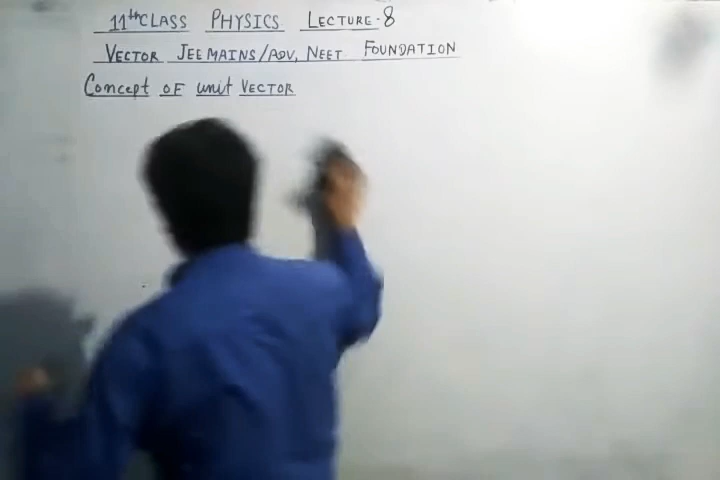 11th CLASS PHYSICS LECTURE-8
VECTOR JEE MAINS/ADV, NEET FOUNDATION
Concept OF unit VECTOR